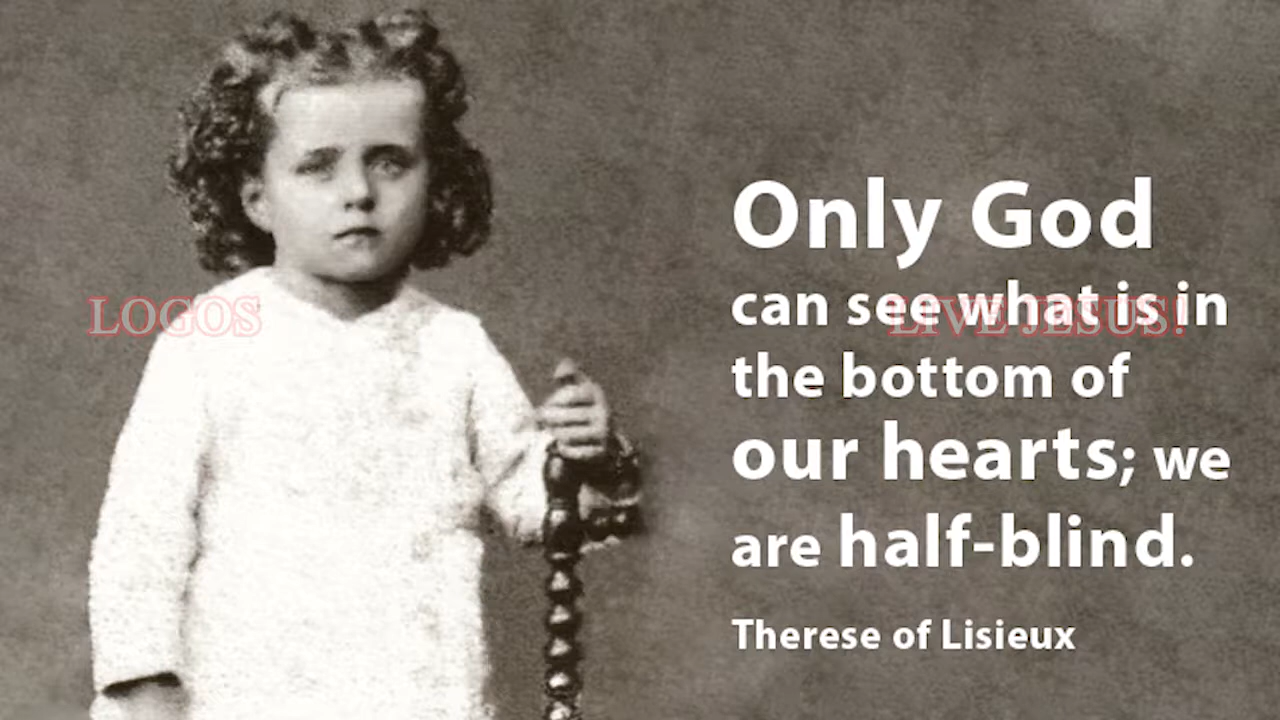 Only God
can see what is in
the bottom of
our hearts; we
are half-blind.
Therese of Lisieux
LOGOS
LIVE JESUS!